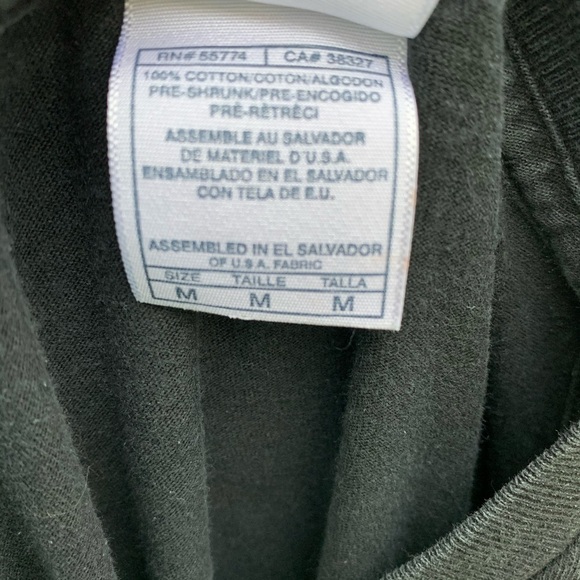 RN# 55774 CA# 38327
100% COTTON/COTON/ALGODON
PRE-SHRUNK/PRE-ENCOGIDO
PRÉ-RÉTRÉCI
ASSEMBLE AU SALVADOR
DE MATERIEL D'U.S.A.
ENSAMBLADO EN EL SALVADOR
CON TELA DE E.U.
ASSEMBLED IN EL SALVADOR
OF U.S.A. FABRIC
SIZE TAILLE TALLA
M M M